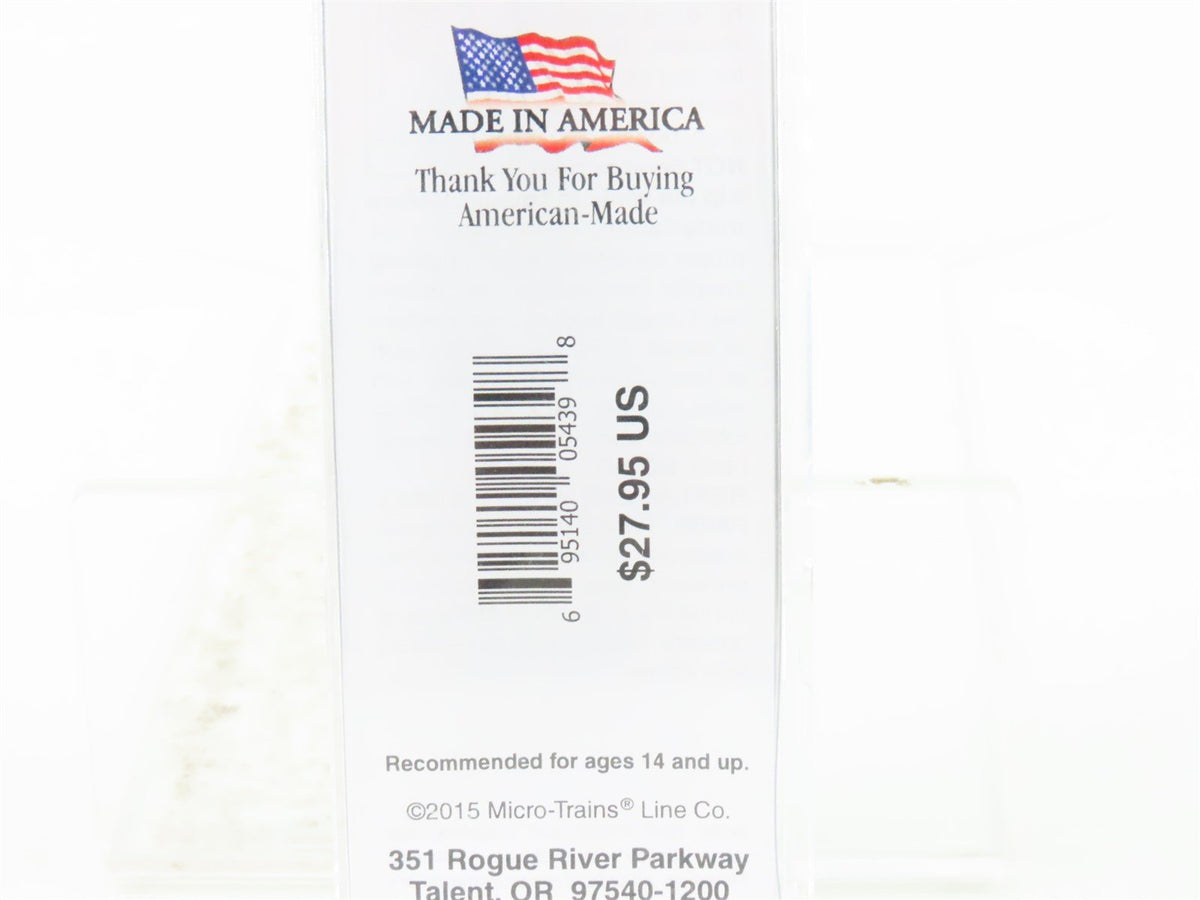 MADE IN AMERICA
Thank You For Buying
American-Made
6 95140 05439 8
$27.95 US
Recommended for ages 14 and up.
©2015 Micro-Trains® Line Co.
351 Rogue River Parkway
Talent, OR 97540-1200